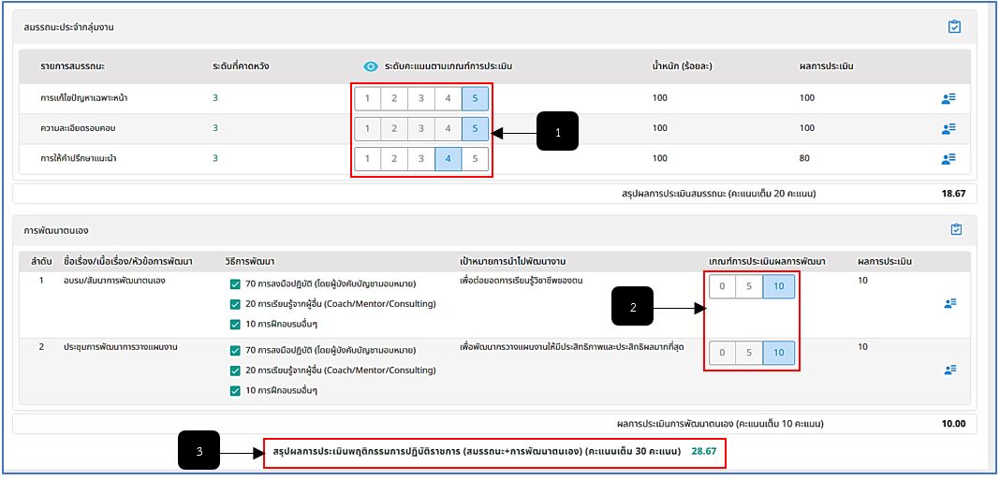 สมรรถนะประจำกลุ่มงาน
รายการสมรรถนะ ระดับที่คาดหวัง ระดับคะแนนตามเกณฑ์การประเมิน น้ำหนัก (ร้อยละ) ผลการประเมิน
การแก้ไขปัญหาเฉพาะหน้า 3 1 2 3 4 5 100 100
ความละเอียดรอบคอบ 3 1 2 3 4 5 100 100
1
การให้คำปรึกษาแนะนำ 3 1 2 3 4 5 100 80
สรุปผลการประเมินสมรรถนะ (คะแนนเต็ม 20 คะแนน) 18.67
การพัฒนาตนเอง
ลำดับ ชื่อเรื่อง/เนื้อเรื่อง/หัวข้อการพัฒนา วิธีการพัฒนา เป้าหมายการนำไปพัฒนางาน เกณฑ์การประเมินผลการพัฒนา ผลการประเมิน
1 อบรม/สัมนาการพัฒนาตนเอง 70 การลงมือปฏิบัติ (โดยผู้บังคับบัญชามอบหมาย) เพื่อต่อยอดการเรียนรู้วิชาชีพของตน 0 5 10 10
20 การเรียนรู้จากผู้อื่น (Coach/Mentor/Consulting)
2
10 การฝึกอบรมอื่นๆ
2 ประชุมการพัฒนาการวางแผนงาน 70 การลงมือปฏิบัติ (โดยผู้บังคับบัญชามอบหมาย) เพื่อพัฒนากรวางแผนงานให้มีประสิทธิภาพและประสิทธิผลมากที่สุด 0 5 10 10
20 การเรียนรู้จากผู้อื่น (Coach/Mentor/Consulting)
10 การฝึกอบรมอื่นๆ
ผลการประเมินการพัฒนาตนเอง (คะแนนเต็ม 10 คะแนน) 10.00
3
สรุปผลการประเมินพฤติกรรมการปฏิบัติราชการ (สมรรถนะ+การพัฒนาตนเอง) (คะแนนเต็ม 30 คะแนน) 28.67